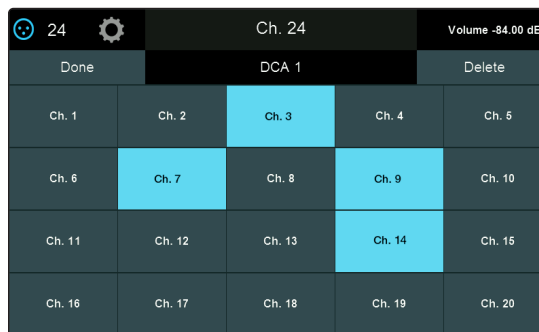 24 Ch. 24 Volume -84.00 dB
Done DCA 1 Delete
Ch. 1 Ch. 2 Ch. 3 Ch. 4 Ch. 5
Ch. 6 Ch. 7 Ch. 8 Ch. 9 Ch. 10
Ch. 11 Ch. 12 Ch. 13 Ch. 14 Ch. 15
Ch. 16 Ch. 17 Ch. 18 Ch. 19 Ch. 20